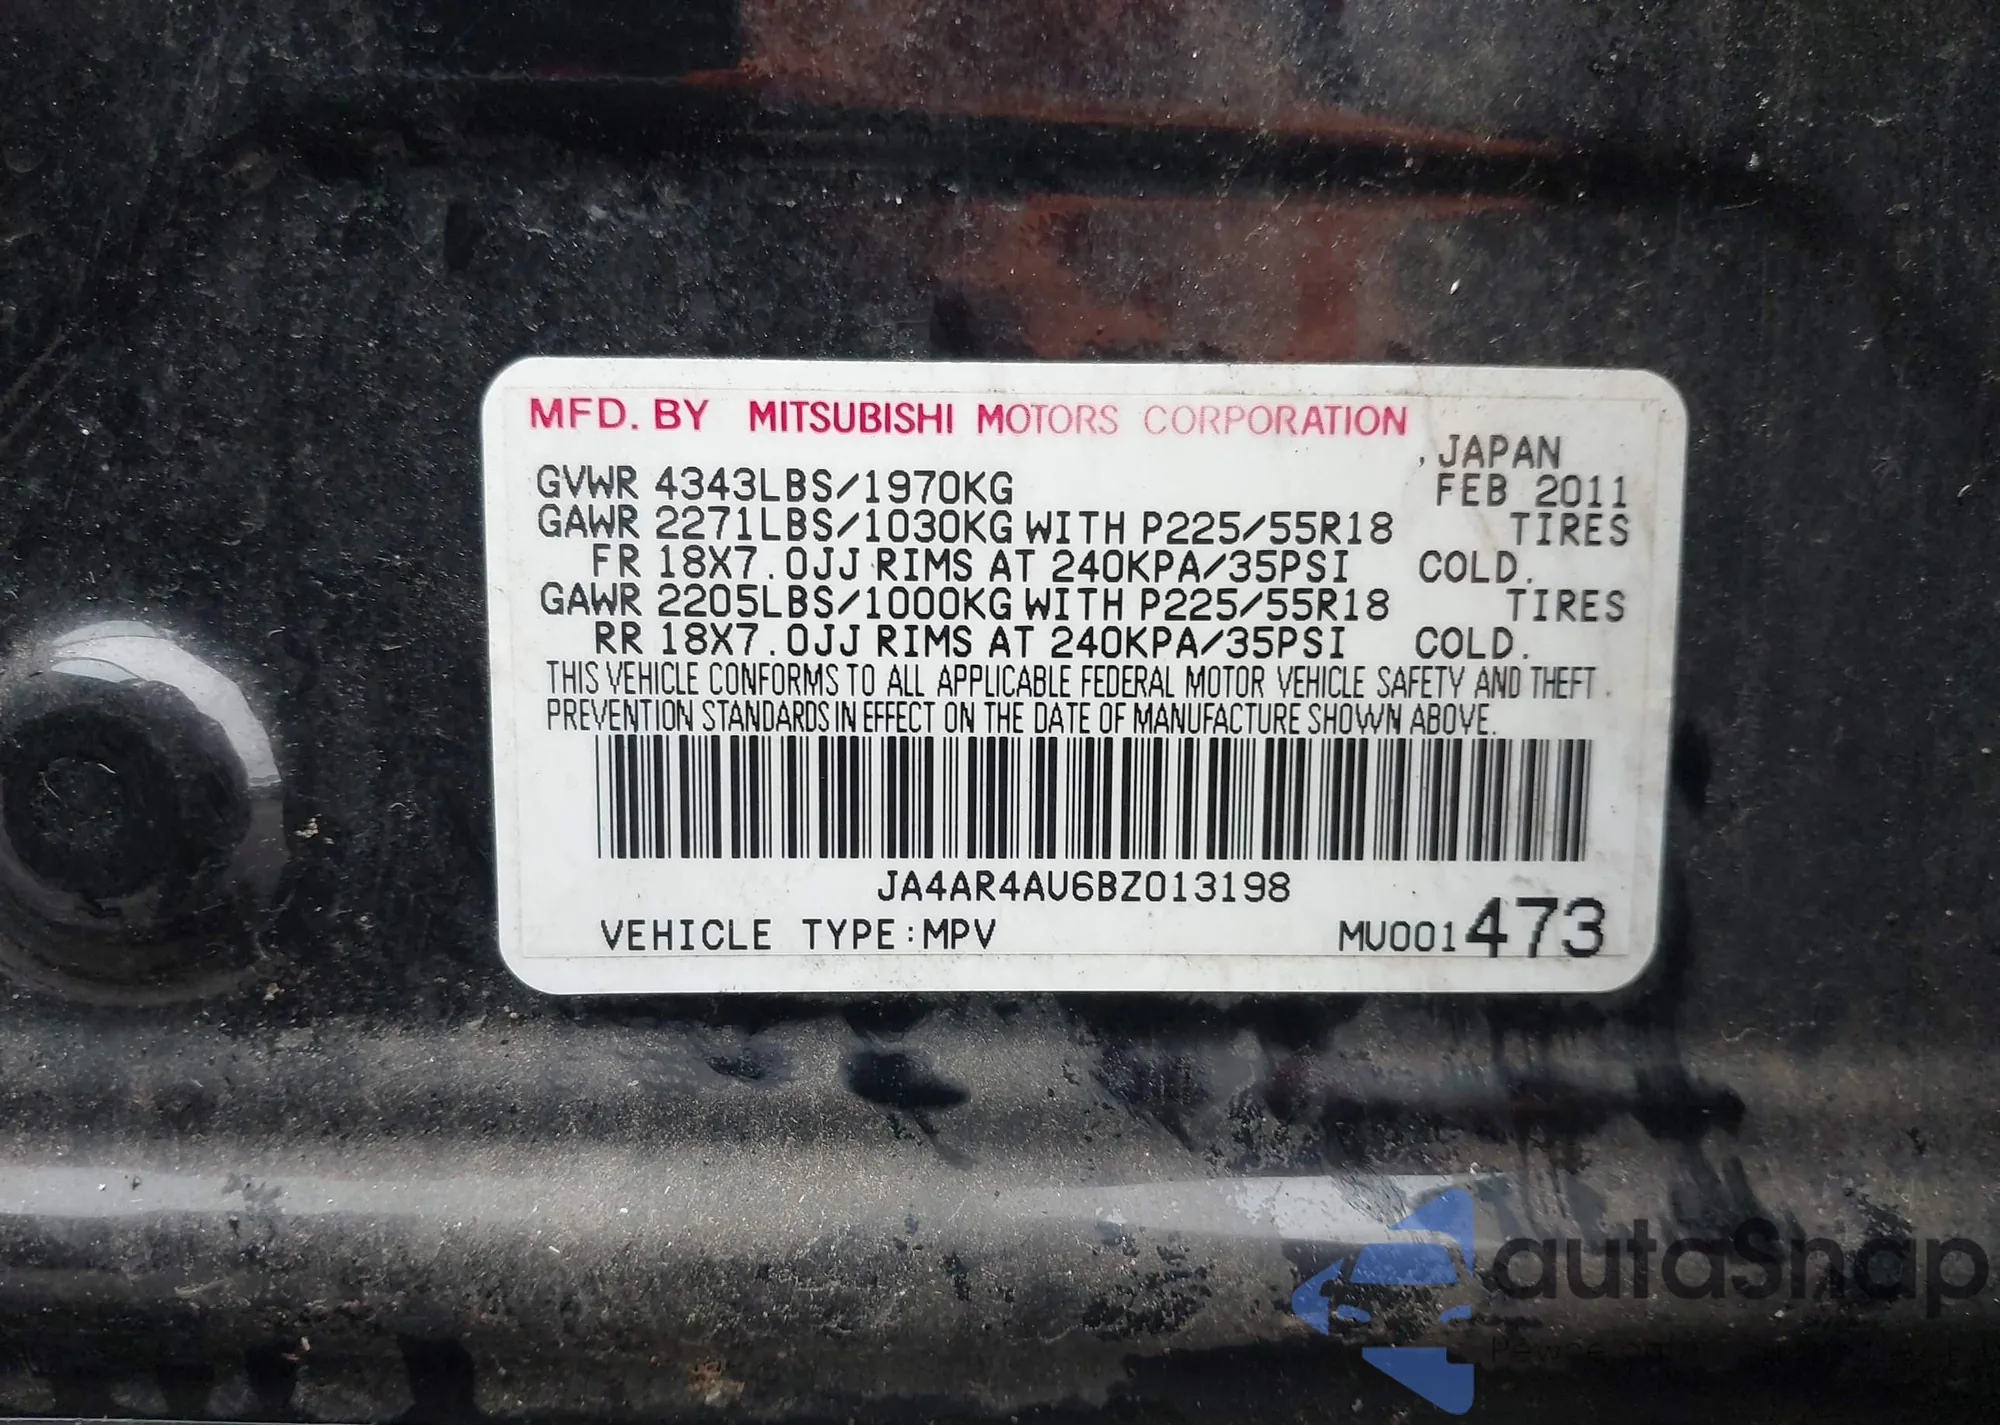 MFD. BY MITSUBISHI MOTORS CORPORATION
, JAPAN
GVWR 4343LBS/1970KG FEB 2011
GAWR 2271LBS/1030KG WITH P225/55R18 TIRES
FR 18X7.0JJ RIMS AT 240KPA/35PSI COLD.
GAWR 2205LBS/1000KG WITH P225/55R18 TIRES
RR 18X7.0JJ RIMS AT 240KPA/35PSI COLD.
THIS VEHICLE CONFORMS TO ALL APPLICABLE FEDERAL MOTOR VEHICLE SAFETY AND THEFT
PREVENTION STANDARDS IN EFFECT ON THE DATE OF MANUFACTURE SHOWN ABOVE.
JA4AR4AU6BZ013198
VEHICLE TYPE:MPV MU001473
autoSnap